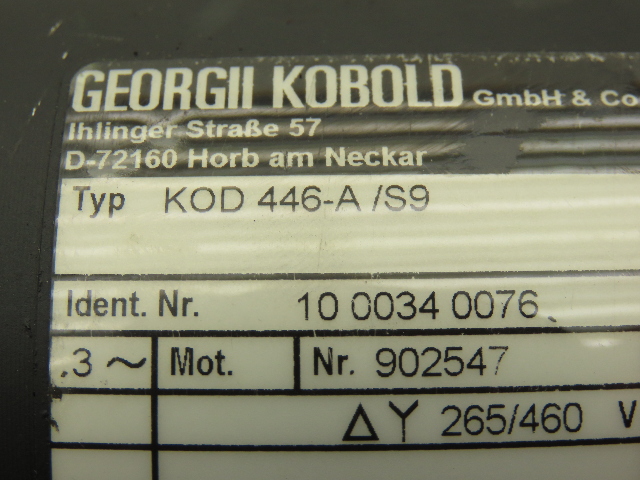 GEORGII KOBOLD GmbH & Co
Ihlinger Straße 57
D-72160 Horb am Neckar
Typ KOD 446-A /S9
Ident. Nr. 10 0034 0076
.3 ~ Mot. Nr. 902547
Δ Y 265/460 V